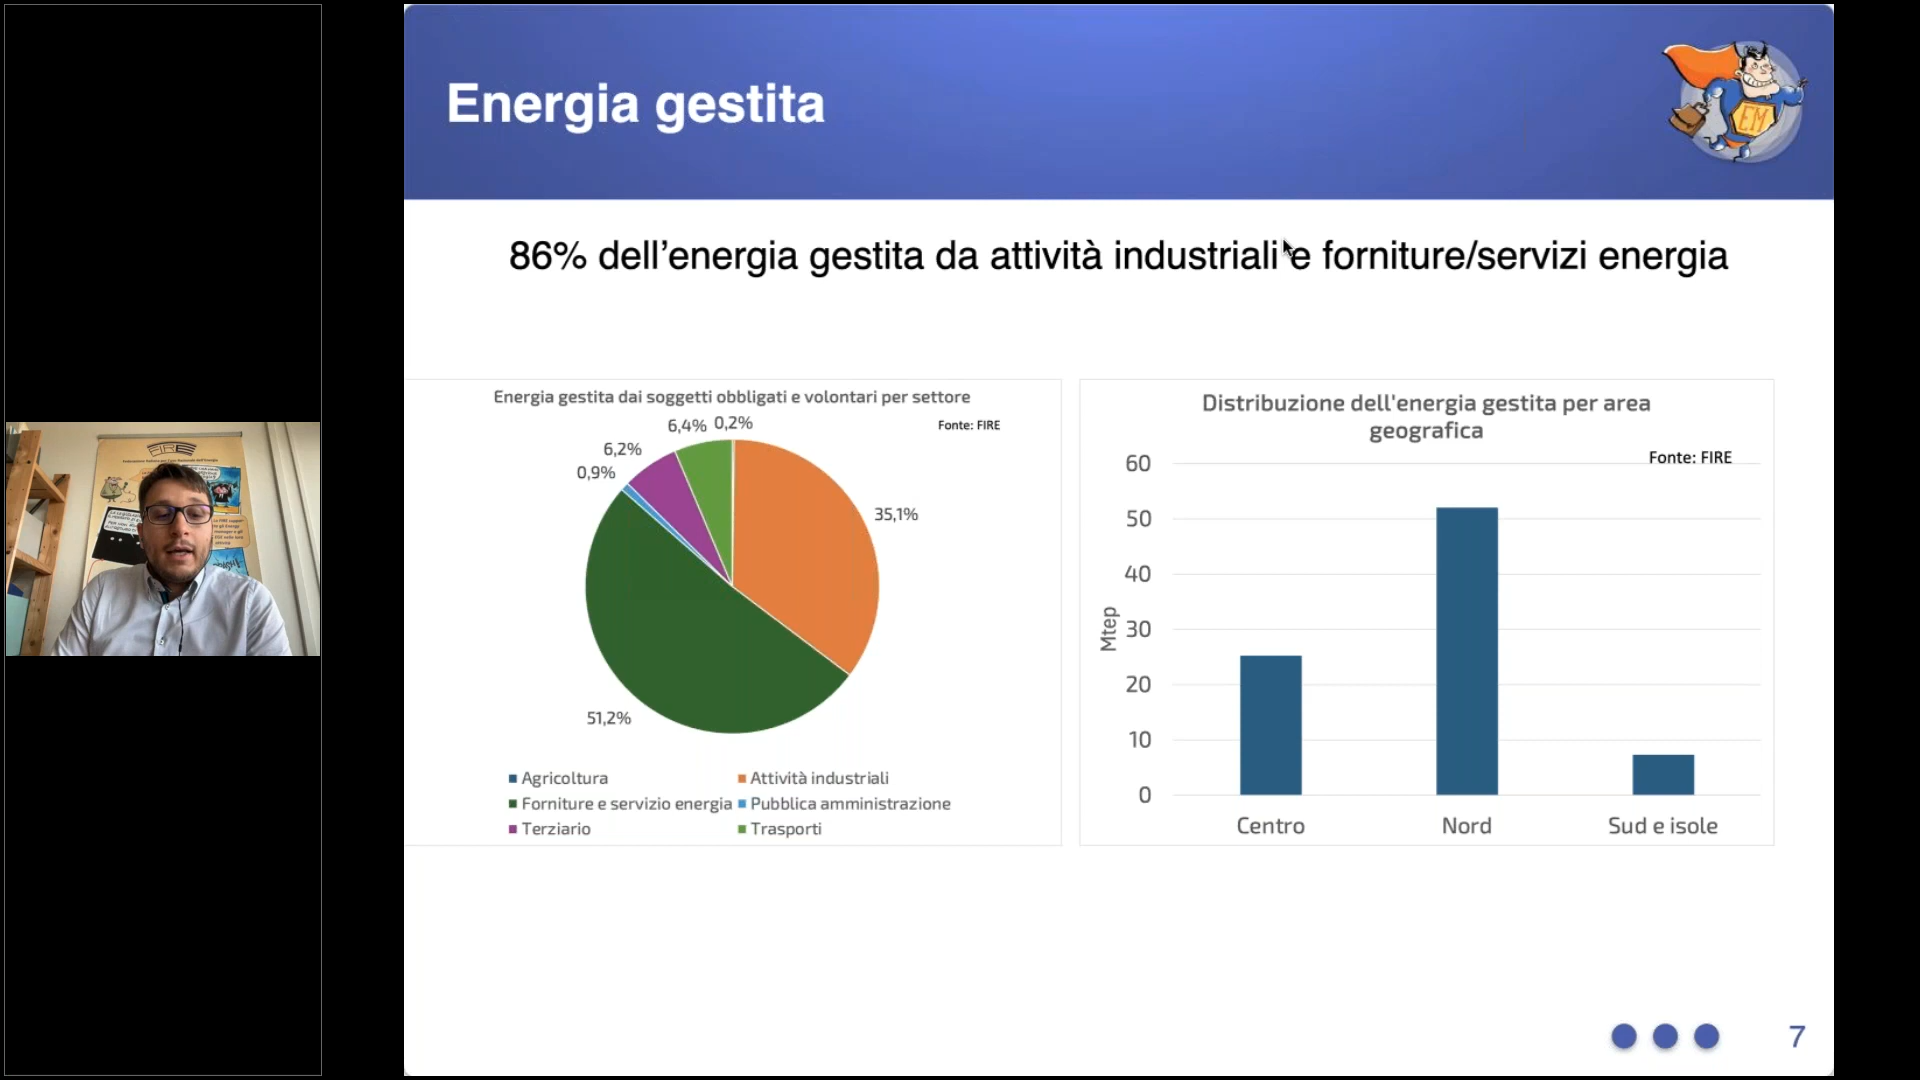 Energia gestita
EM
86% dell’energia gestita da attività industriali e forniture/servizi energia
Energia gestita dai soggetti obbligati e volontari per settore
Fonte: FIRE
6,4%
0,2%
6,2%
0,9%
35,1%
51,2%
Agricoltura
Attività industriali
Forniture e servizio energia
Pubblica amministrazione
Terziario
Trasporti
Distribuzione dell'energia gestita per area
geografica
Fonte: FIRE
60
50
40
30
20
10
0
Mtep
Centro
Nord
Sud e isole
7
FIRE